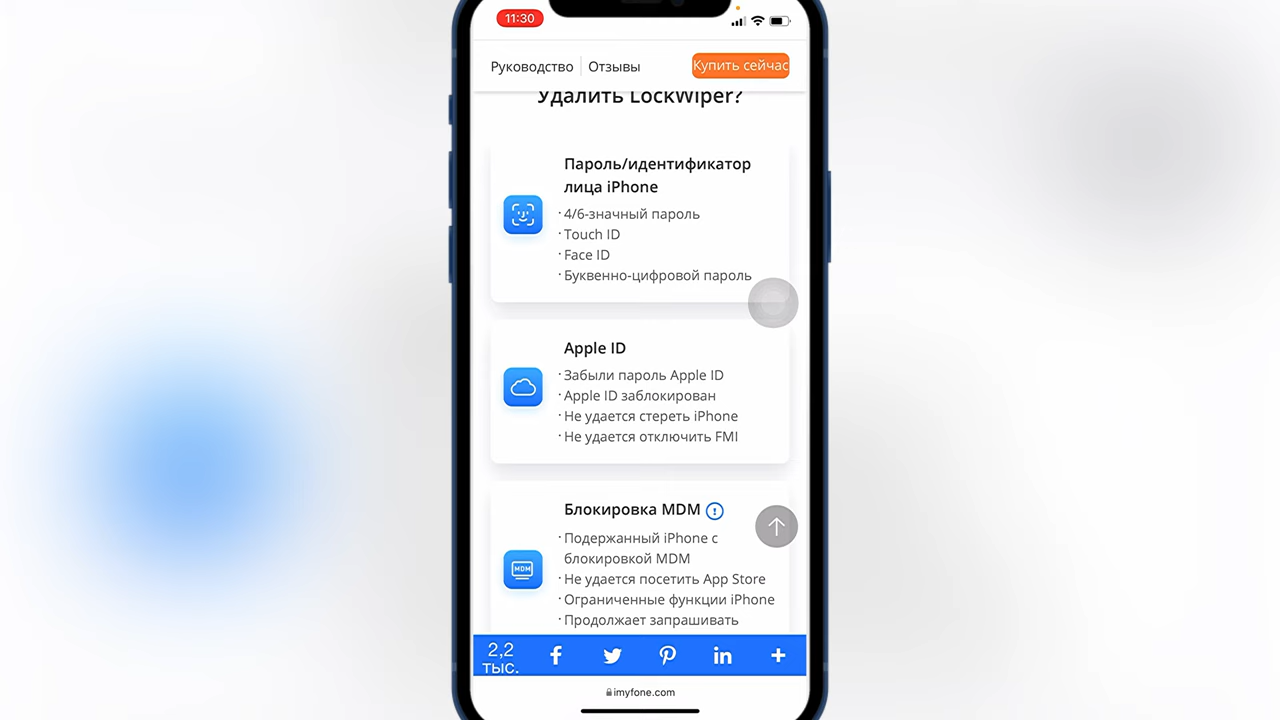 11:30
Руководство
Отзывы
Купить сейчас
Удалить LockWiper?
Пароль/идентификатор
лица iPhone
· 4/6-значный пароль
· Touch ID
· Face ID
· Буквенно-цифровой пароль
Apple ID
· Забыли пароль Apple ID
· Apple ID заблокирован
· Не удается стереть iPhone
· Не удается отключить FMI
Блокировка MDM
MDM
· Подержанный iPhone с
блокировкой MDM
· Не удается посетить App Store
· Ограниченные функции iPhone
· Продолжает запрашивать
2,2
тыс.
imyfone.com